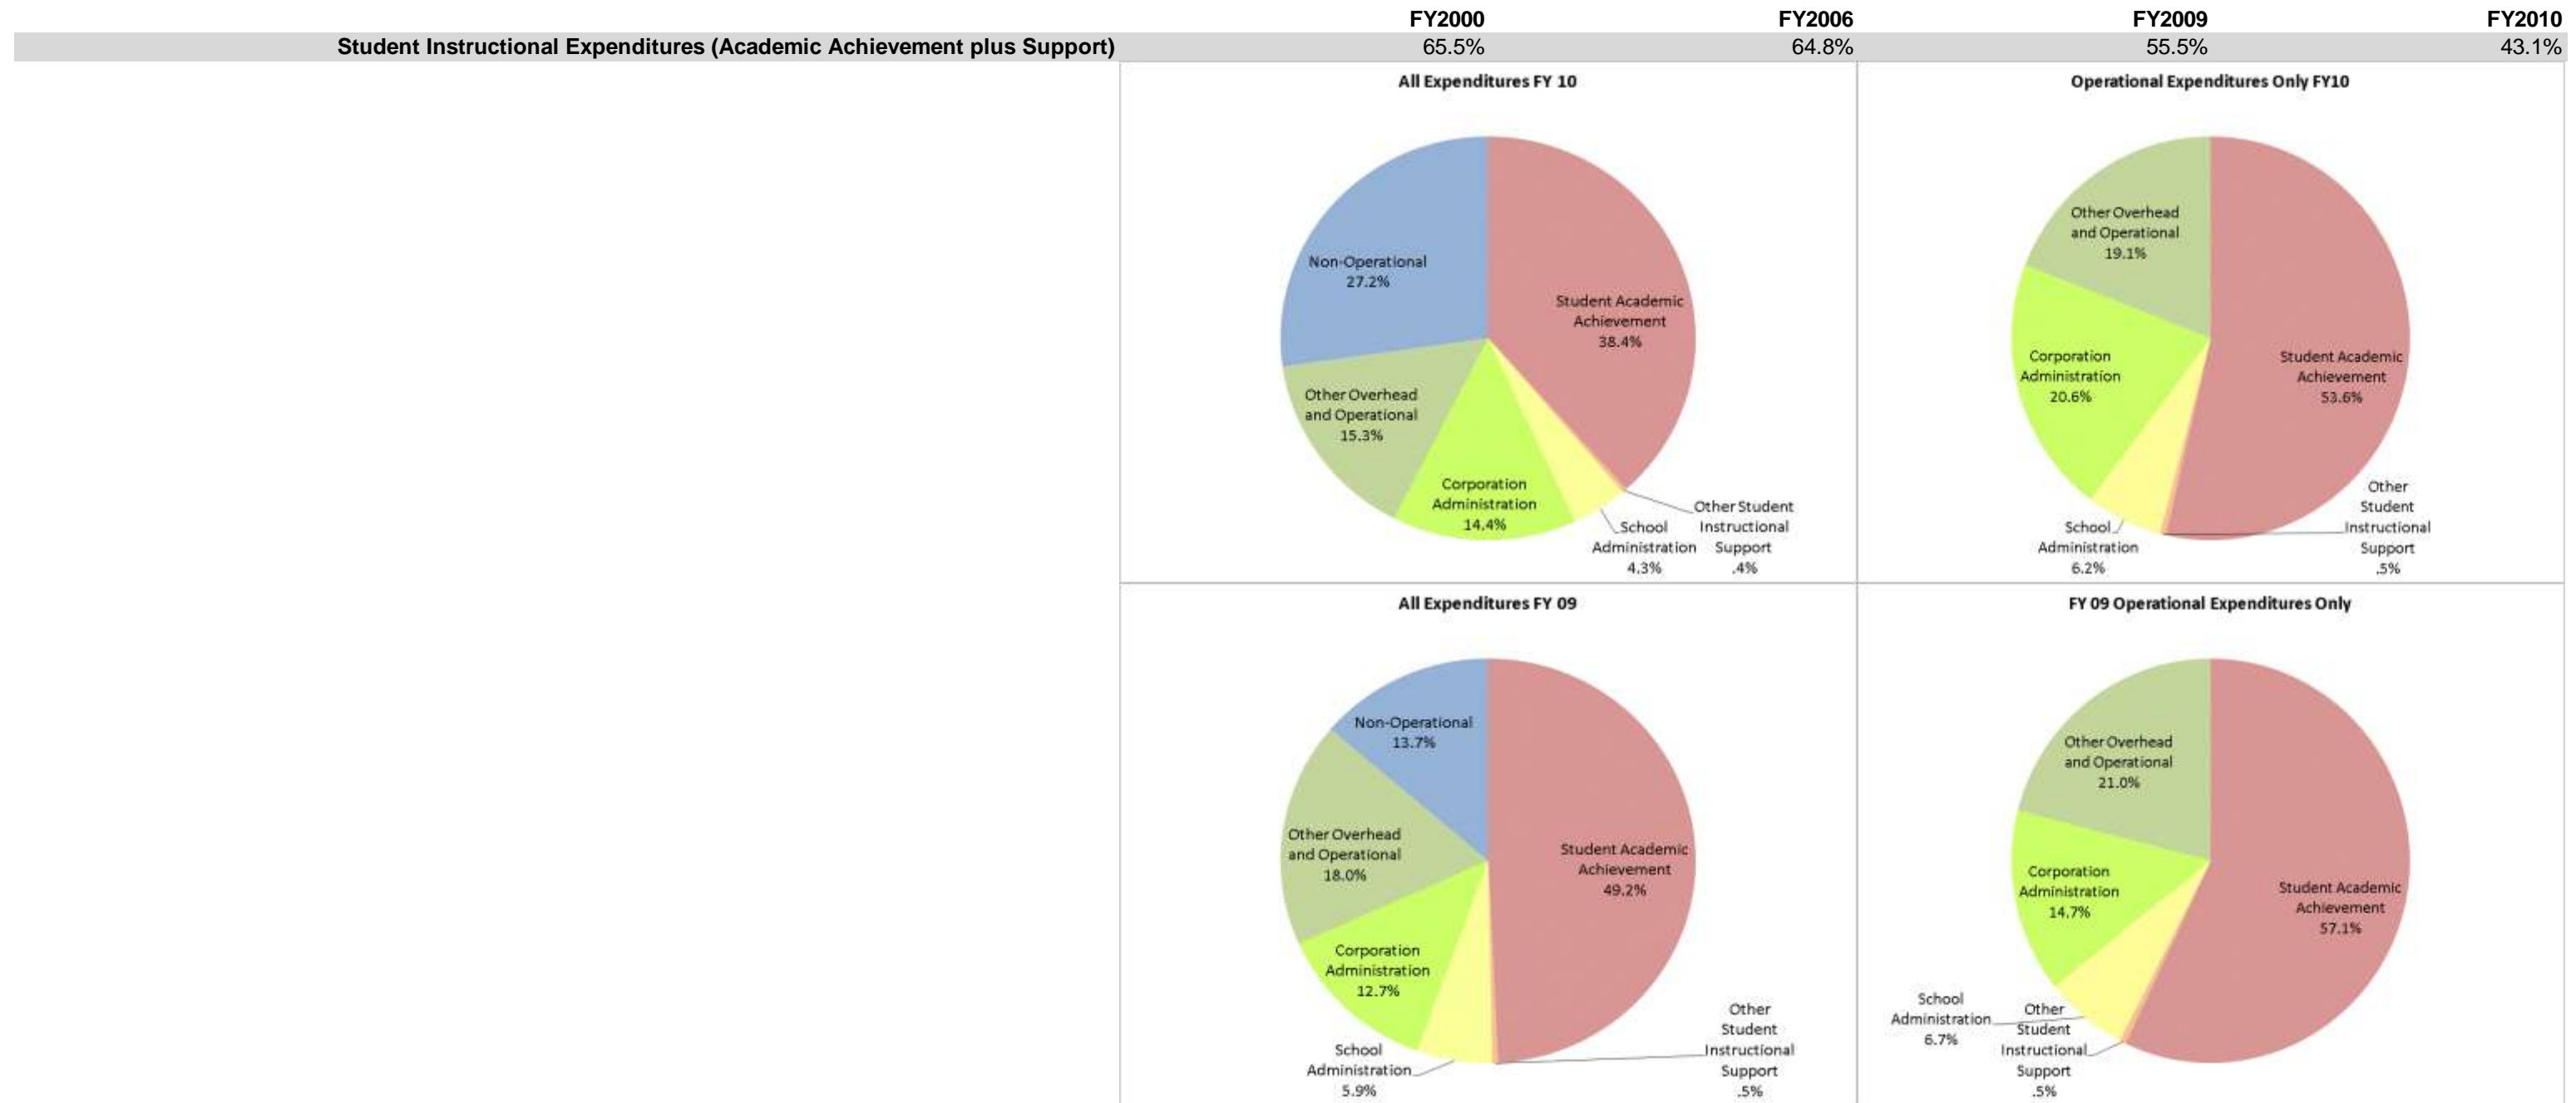 FY2000 FY2006 FY2009 FY2010
Student Instructional Expenditures (Academic Achievement plus Support) 65.5% 64.8% 55.5% 43.1%
All Expenditures FY 10
Non-Operational
27.2%
Student Academic
Achievement
38.4%
Other Overhead
and Operational
15.3%
Corporation
Administration
14.4%
School
Administration
4.3%
Other Student
Instructional
Support
.4%
Operational Expenditures Only FY10
Other Overhead
and Operational
19.1%
Corporation
Administration
20.6%
Student Academic
Achievement
53.6%
School
Administration
6.2%
Other
Student
Instructional
Support
.5%
All Expenditures FY 09
Non-Operational
13.7%
Other Overhead
and Operational
18.0%
Student Academic
Achievement
49.2%
Corporation
Administration
12.7%
School
Administration
5.9%
Other
Student
Instructional
Support
.5%
FY 09 Operational Expenditures Only
Other Overhead
and Operational
21.0%
Corporation
Administration
14.7%
Student Academic
Achievement
57.1%
School
Administration
6.7%
Other
Student
Instructional
Support
.5%